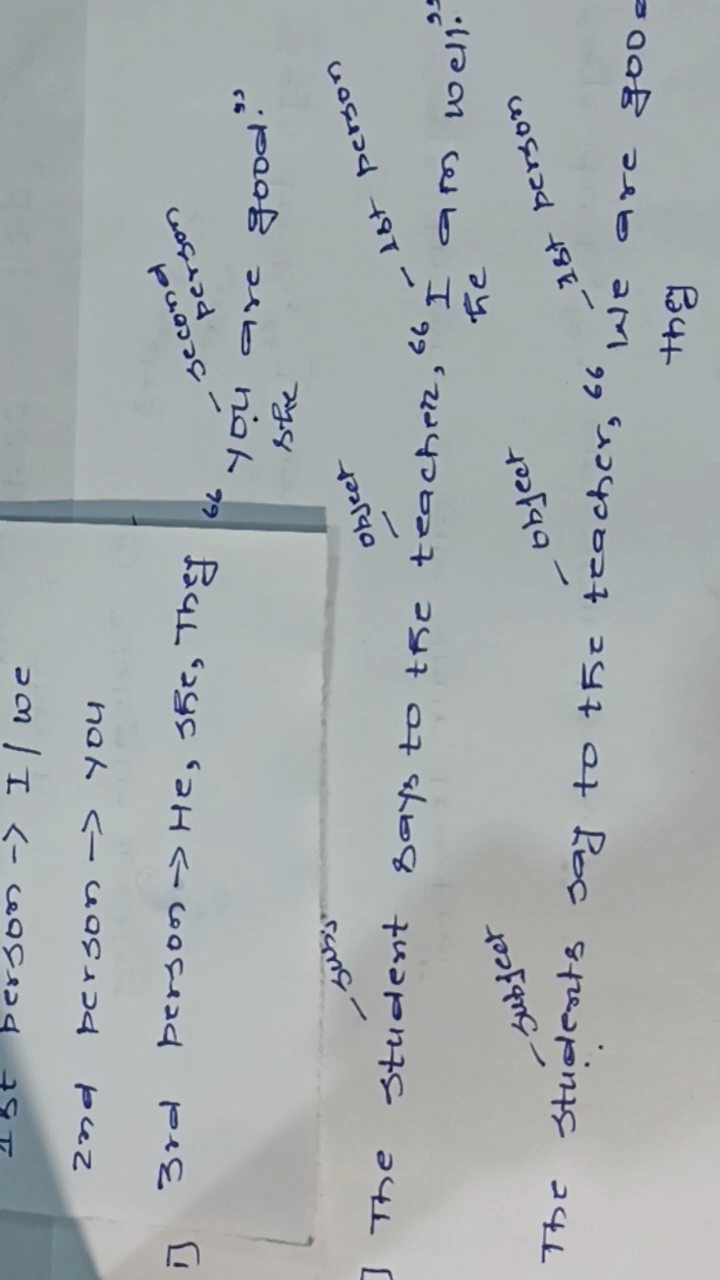 1st person -> I / we
2nd person -> you
second person
3rd person -> He, she, They
i]
"you are good."
she
sub
object
1st person
] The student says to the teacher, "I am well."
he
subject
object
1st person
The students say to the teacher, "We are good
they